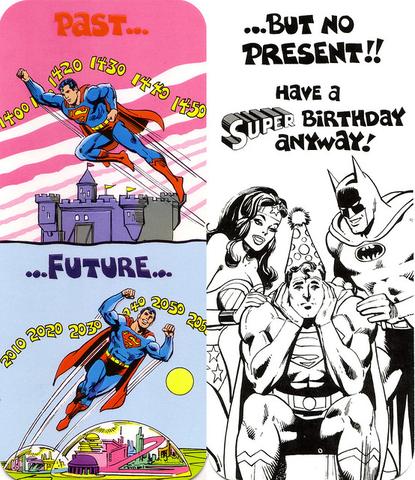 PAST...
1400 1410 1420 1430 1440 1450
...FUTURE...
2010 2020 2030 2040 2050
...BUT NO
PRESENT!!
HAVE A
SUPER BIRTHDAY
ANYWAY!